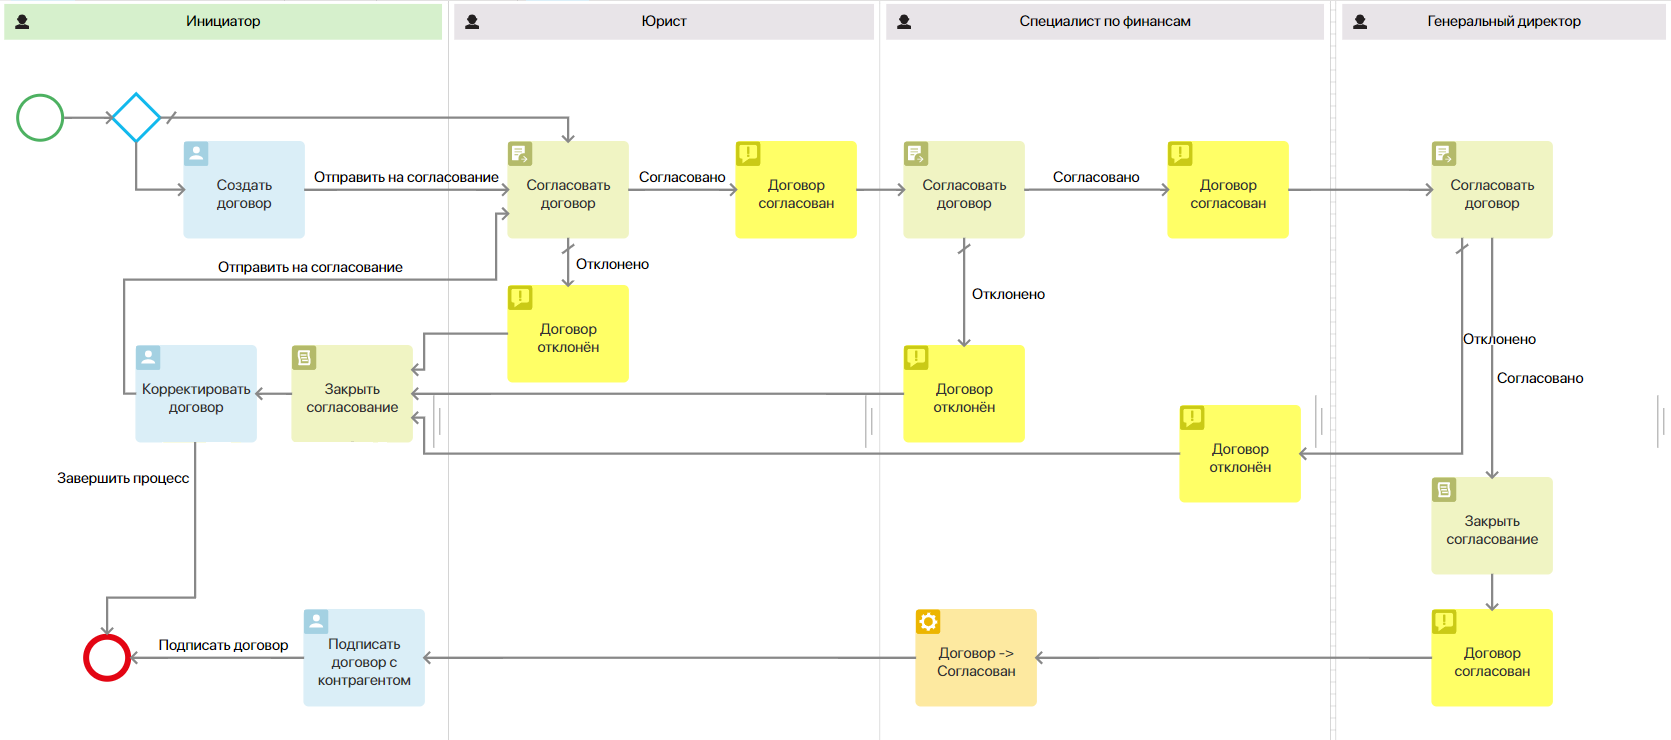 Инициатор
Юрист
Специалист по финансам
Генеральный директор
Создать
договор
Отправить на согласование
Согласовать
договор
Согласовано
Договор
согласован
Согласовать
договор
Согласовано
Договор
согласован
Согласовать
договор
Отправить на согласование
Отклонено
Отклонено
Договор
отклонён
Отклонено
Согласовано
Корректировать
договор
Закрыть
согласование
Договор
отклонён
Договор
отклонён
Завершить процесс
Закрыть
согласование
Подписать договор
Подписать
договор с
контрагентом
Договор ->
Согласован
Договор
согласован